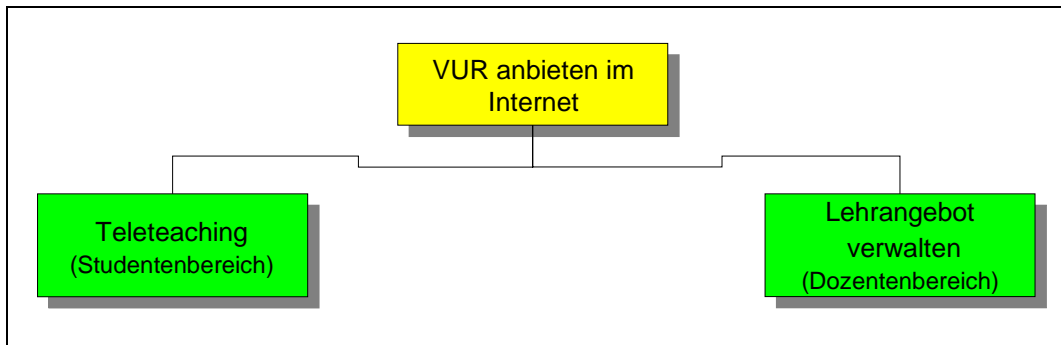 VUR anbieten im
Internet
Teleteaching
(Studentenbereich)
Lehrangebot
verwalten
(Dozentenbereich)